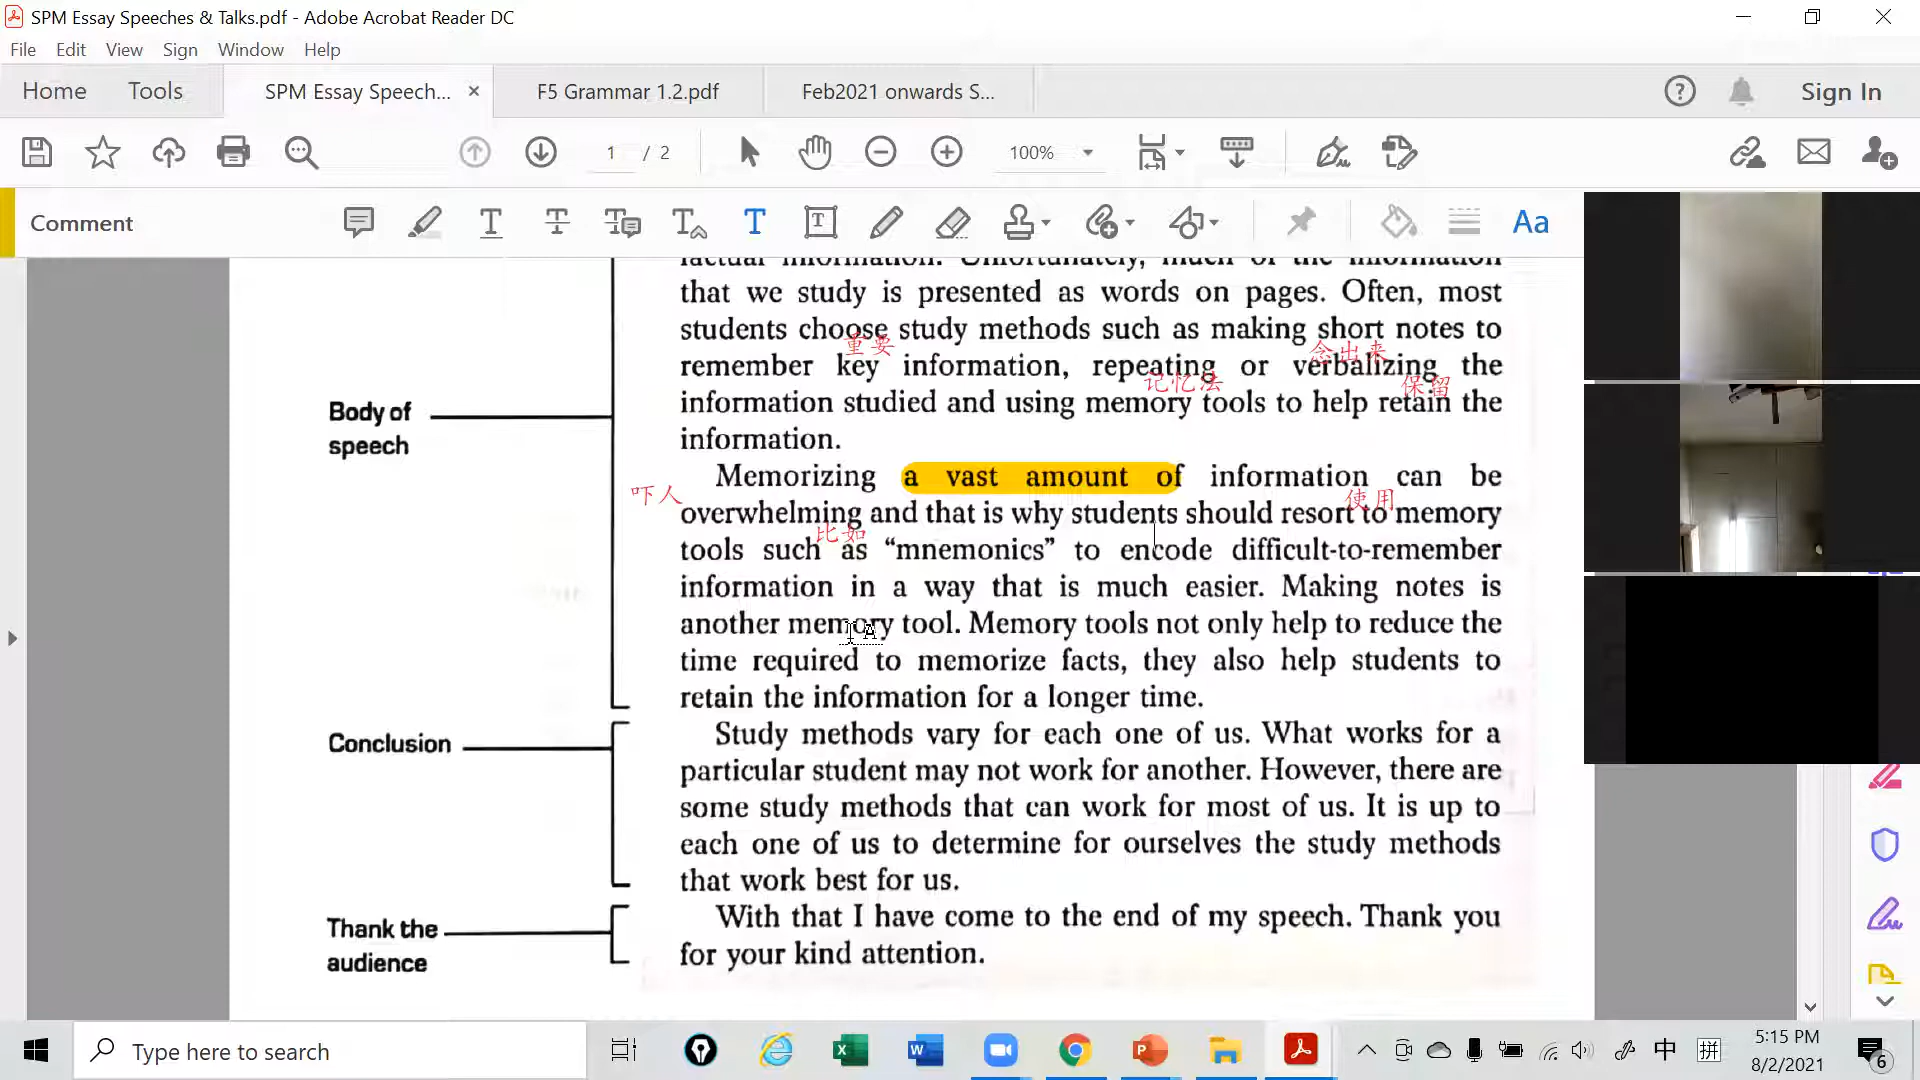 SPM Essay Speeches & Talks.pdf - Adobe Acrobat Reader DC
File Edit View Sign Window Help
Home Tools SPM Essay Speech... × F5 Grammar 1.2.pdf Feb2021 onwards S... Sign In
1 / 2 100%
Comment Aa
factual information. Unfortunately, much of the information
that we study is presented as words on pages. Often, most
students choose study methods such as making short notes to
重要 念出来
remember key information, repeating or verbalizing the
记忆法 保留
information studied and using memory tools to help retain the
Body of
speech
information.
Memorizing a vast amount of information can be
吓人 使用
overwhelming and that is why students should resort to memory
比如
tools such as “mnemonics” to encode difficult-to-remember
information in a way that is much easier. Making notes is
another memory tool. Memory tools not only help to reduce the
time required to memorize facts, they also help students to
retain the information for a longer time.
Conclusion
Study methods vary for each one of us. What works for a
particular student may not work for another. However, there are
some study methods that can work for most of us. It is up to
each one of us to determine for ourselves the study methods
that work best for us.
Thank the
audience
With that I have come to the end of my speech. Thank you
for your kind attention.
Type here to search
中 拼
5:15 PM
8/2/2021
6